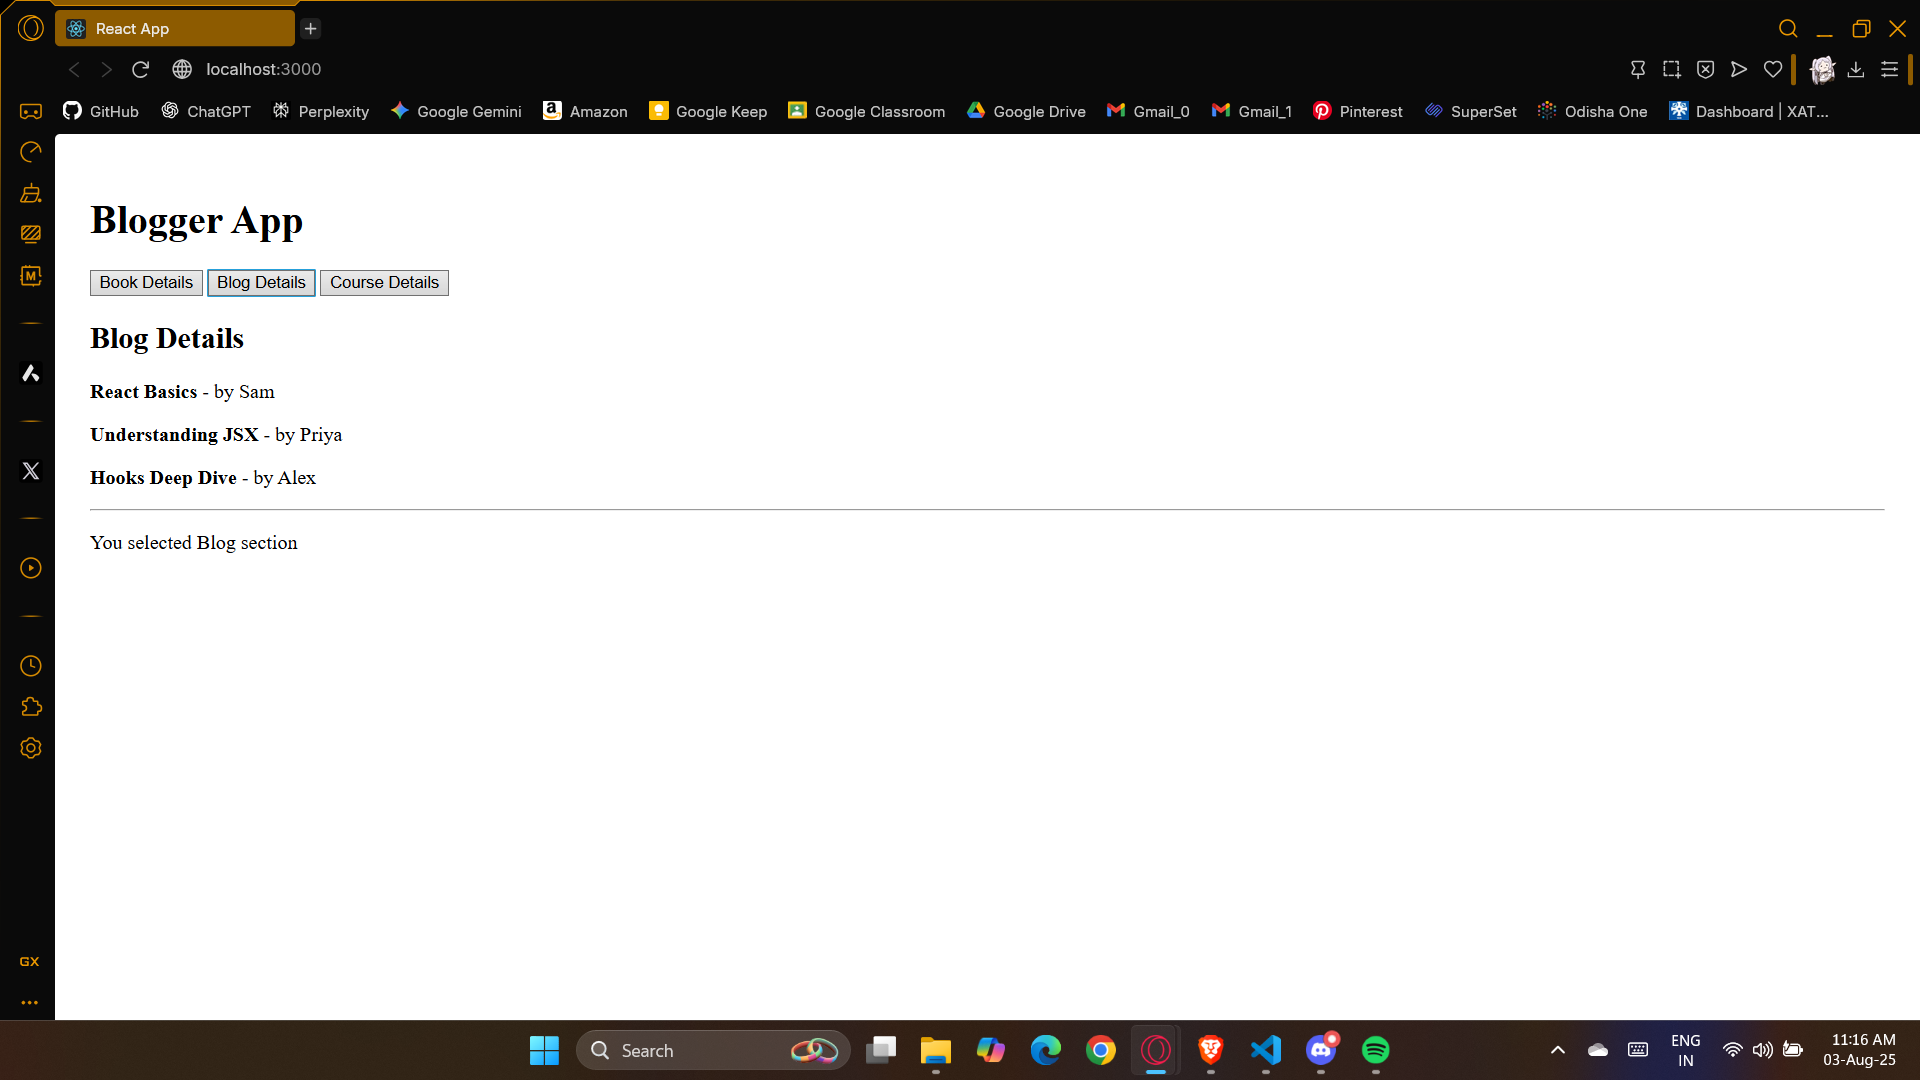 React App
localhost:3000
GitHub ChatGPT Perplexity Google Gemini Amazon Google Keep Google Classroom Google Drive Gmail_0 Gmail_1 Pinterest SuperSet Odisha One Dashboard | XAT...
M
Blogger App
Book Details Blog Details Course Details
Blog Details
React Basics - by Sam
Understanding JSX - by Priya
Hooks Deep Dive - by Alex
You selected Blog section
GX
Search
ENG
IN
11:16 AM
03-Aug-25